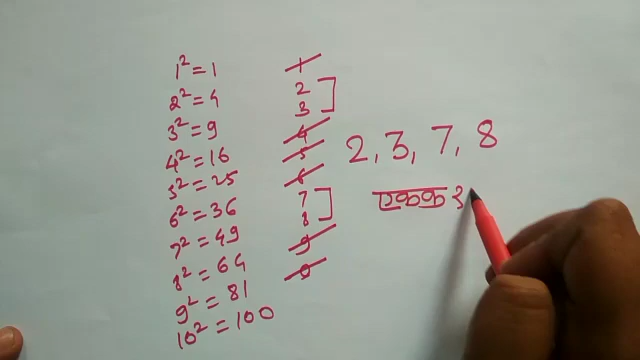 1² = 1
2² = 4
3² = 9
4² = 16
5² = 25
6² = 36
7² = 49
8² = 64
9² = 81
10² = 100
1
2
3
4
5
6
7
8
9
0
2, 3, 7, 8
एकक